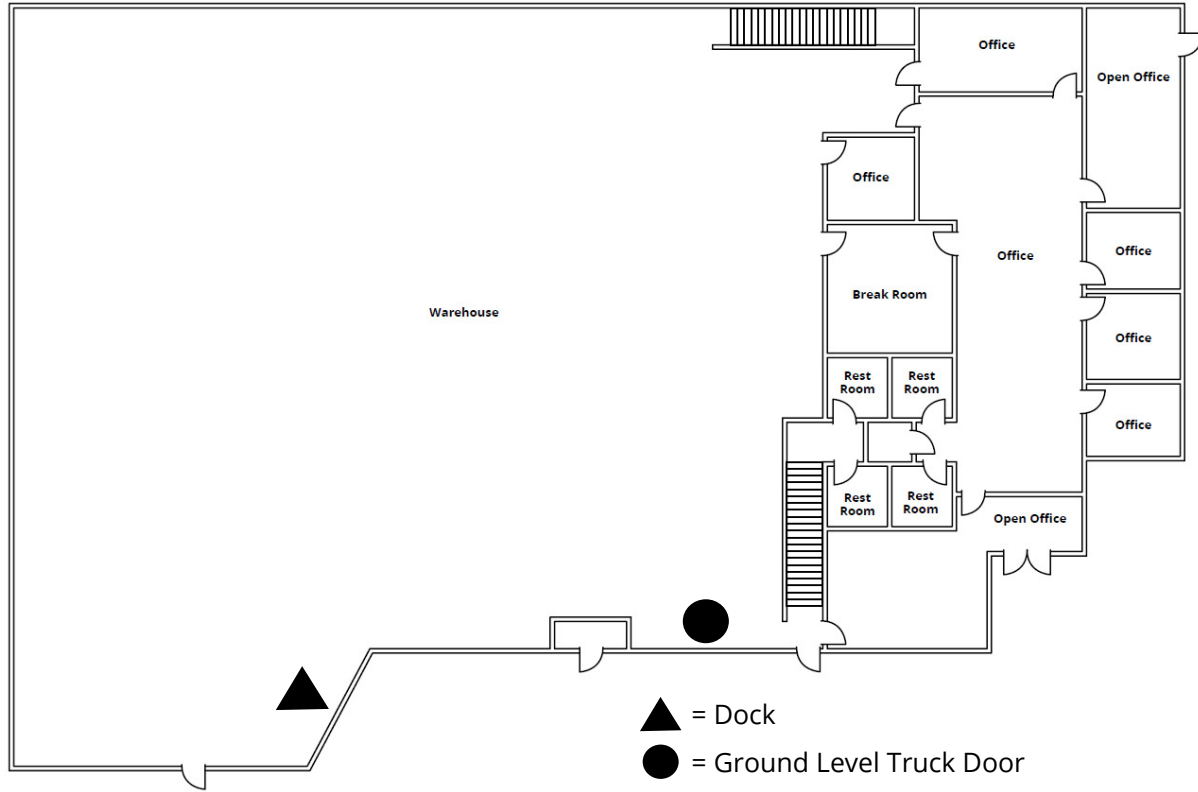 Office
Open Office
Office
Office
Office
Break Room
Warehouse
Office
Rest
Room
Rest
Room
Office
Rest
Room
Rest
Room
Open Office
= Dock
= Ground Level Truck Door